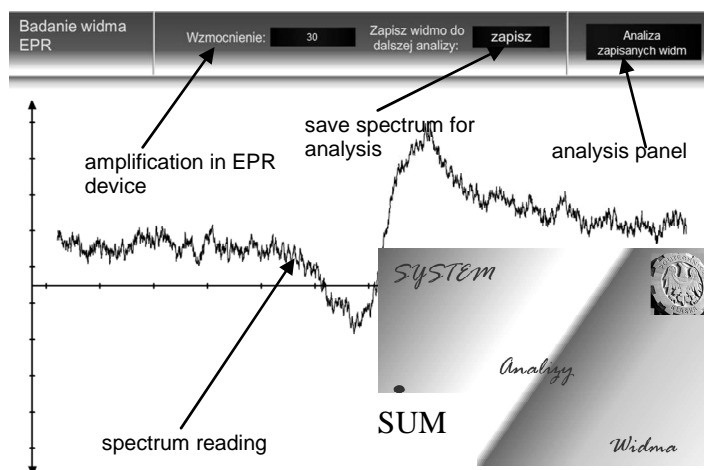 Badanie widma
EPR
Wzmocnienie:
30
Zapisz widmo do
dalszej analizy:
zapisz
Analiza
zapisanych widm
amplification in EPR
device
save spectrum for
analysis
analysis panel
SYSTEM
Analizy
Widma
SUM
spectrum reading